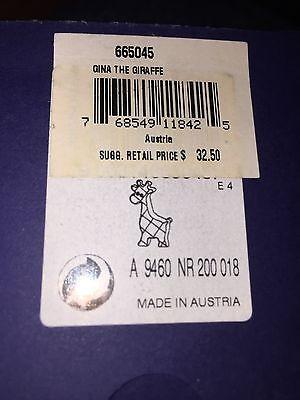 665045
GINA THE GIRAFFE
7 68549 11842 5
Austria
SUGG. RETAIL PRICE $ 32.50
E 4
A 9460 NR 200 018
MADE IN AUSTRIA